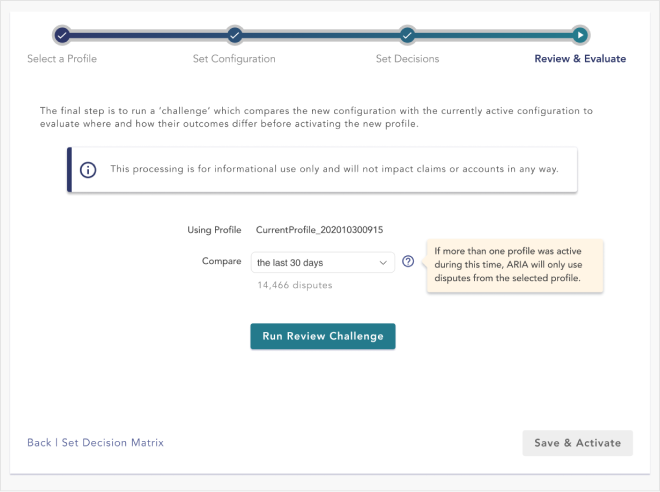 Select a Profile
Set Configuration
Set Decisions
Review & Evaluate
The final step is to run a 'challenge' which compares the new configuration with the currently active configuration to
evaluate where and how their outcomes differ before activating the new profile.
This processing is for informational use only and will not impact claims or accounts in any way.
Using Profile CurrentProfile_202010300915
Compare the last 30 days
14,466 disputes
If more than one profile was active
during this time, ARIA will only use
disputes from the selected profile.
Run Review Challenge
Back | Set Decision Matrix
Save & Activate